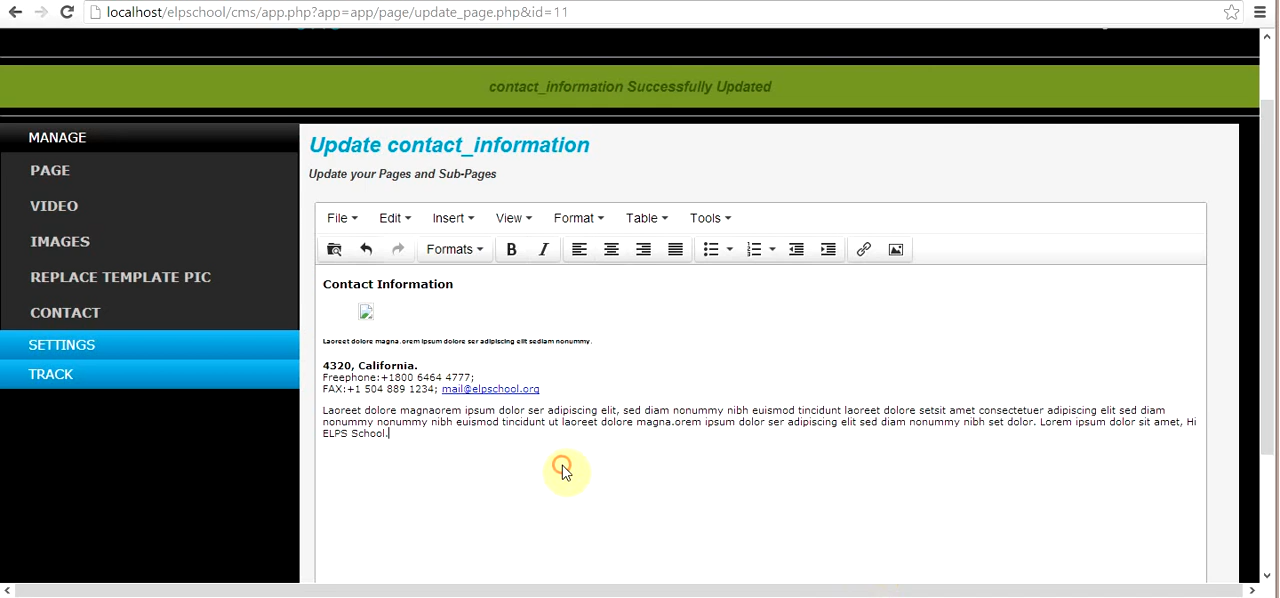 localhost/elpschool/cms/app.php?app=app/page/update_page.php&id=11
contact_information Successfully Updated
MANAGE
PAGE
VIDEO
IMAGES
REPLACE TEMPLATE PIC
CONTACT
SETTINGS
TRACK
Update contact_information
Update your Pages and Sub-Pages
File Edit Insert View Format Table Tools
Formats B I
Contact Information
Laoreet dolore magna.orem ipsum dolore ser adipiscing elit sediam nonummy.
4320, California.
Freephone:+1800 6464 4777;
FAX:+1 504 889 1234; mail@elpschool.org
Laoreet dolore magnaorem ipsum dolor ser adipiscing elit, sed diam nonummy nibh euismod tincidunt laoreet dolore setsit amet consectetuer adipiscing elit sed diam
nonummy nonummy nibh euismod tincidunt ut laoreet dolore magna.orem ipsum dolor ser adipiscing elit sed diam nonummy nibh set dolor. Lorem ipsum dolor sit amet, Hi
ELPS School.